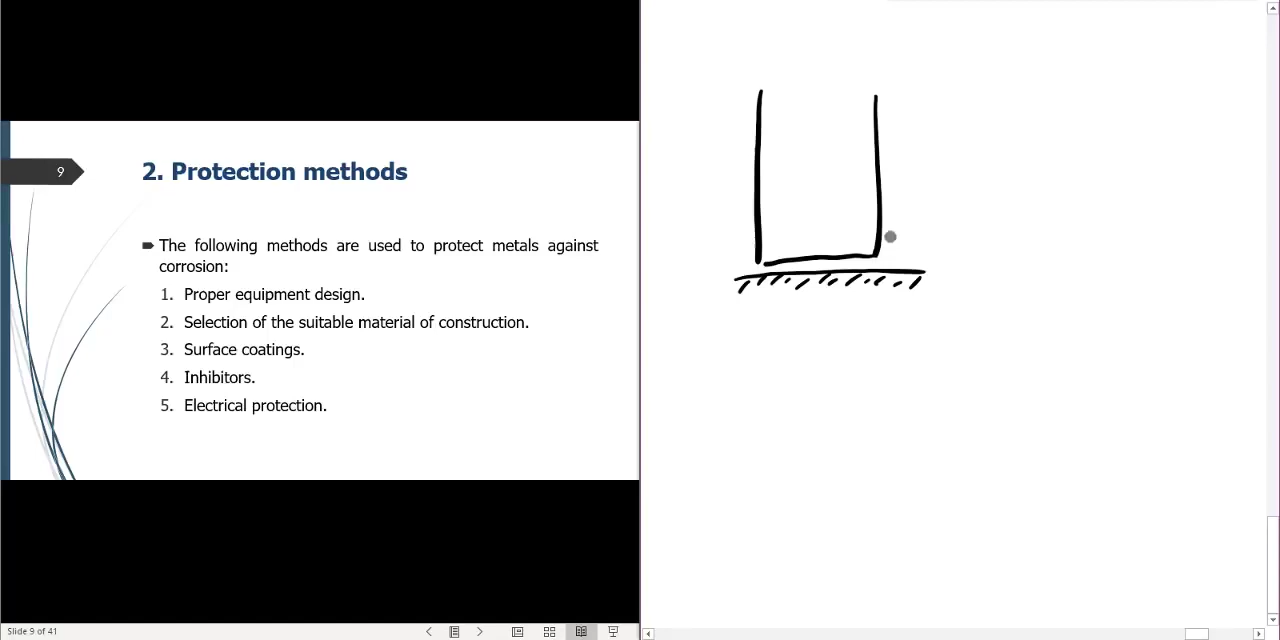 9
2. Protection methods
The following methods are used to protect metals against
corrosion:
1. Proper equipment design.
2. Selection of the suitable material of construction.
3. Surface coatings.
4. Inhibitors.
5. Electrical protection.
Slide 9 of 41